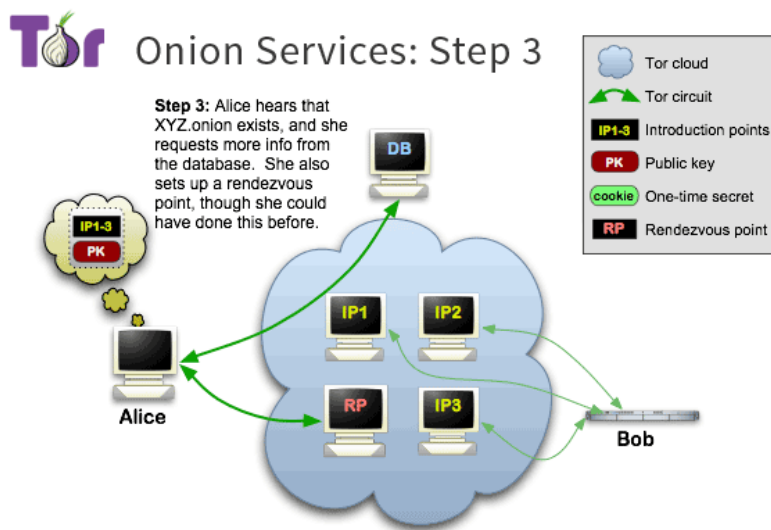 Tor
Onion Services: Step 3
Step 3: Alice hears that
XYZ.onion exists, and she
requests more info from
the database.  She also
sets up a rendezvous
point, though she could
have done this before.
Tor cloud
Tor circuit
IP1-3 Introduction points
PK Public key
cookie One-time secret
RP Rendezvous point
DB
IP1-3
PK
IP1 IP2
Alice
RP IP3
Bob